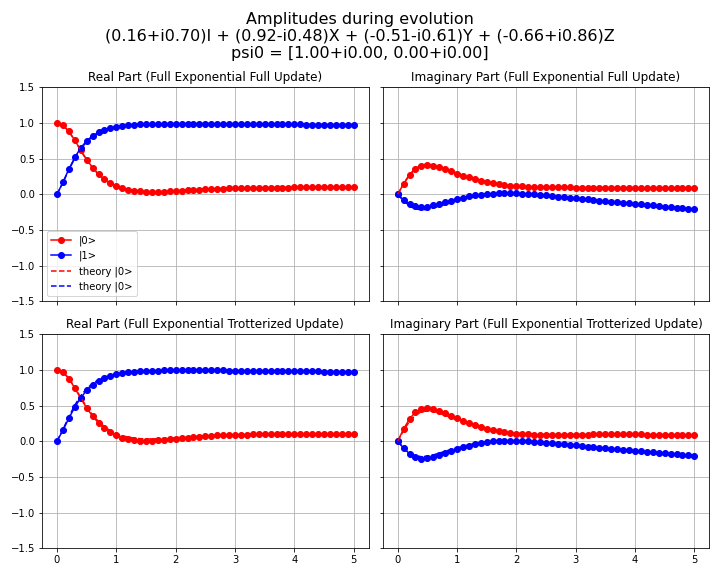 Amplitudes during evolution
(0.16+i0.70)I + (0.92-i0.48)X + (-0.51-i0.61)Y + (-0.66+i0.86)Z
psi0 = [1.00+i0.00, 0.00+i0.00]
Real Part (Full Exponential Full Update)
Imaginary Part (Full Exponential Full Update)
1.5
1.0
0.5
0.0
−0.5
−1.0
−1.5
|0>
|1>
theory |0>
theory |0>
Real Part (Full Exponential Trotterized Update)
Imaginary Part (Full Exponential Trotterized Update)
1.5
1.0
0.5
0.0
−0.5
−1.0
−1.5
0 1 2 3 4 5
0 1 2 3 4 5